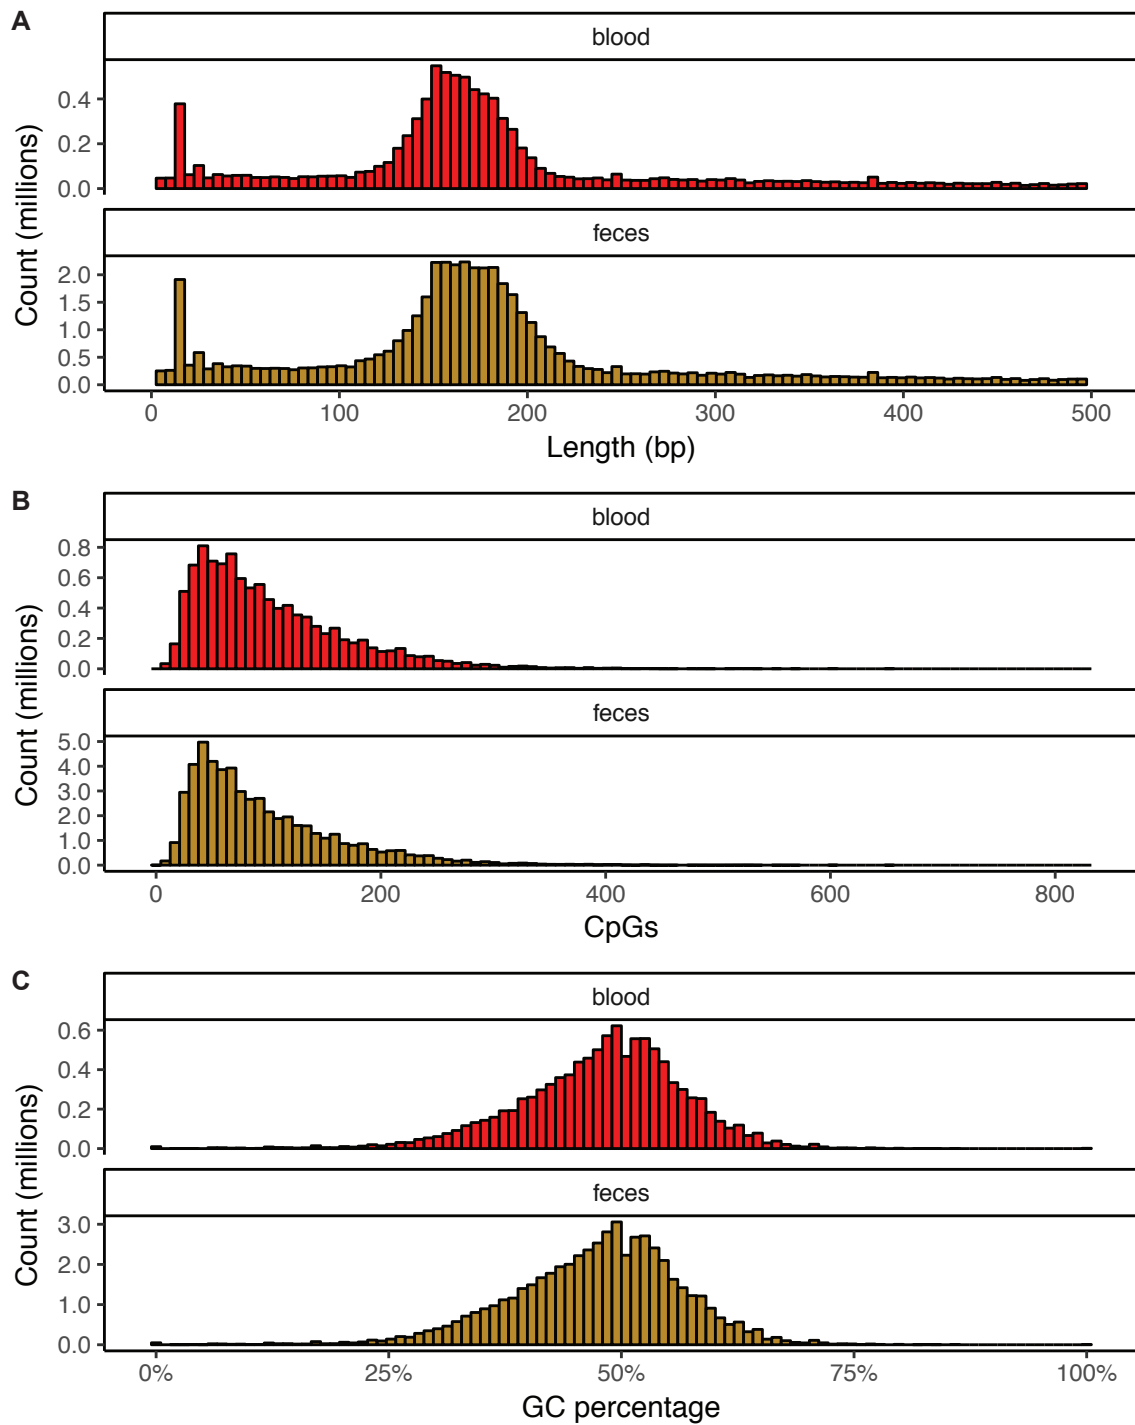 A
blood
0.4
0.2
0.0
Count (millions)
feces
2.0
1.5
1.0
0.5
0.0
0 100 200 300 400 500
Length (bp)
B
blood
0.8
0.6
0.4
0.2
0.0
Count (millions)
feces
5.0
4.0
3.0
2.0
1.0
0.0
0 200 400 600 800
CpGs
C
blood
0.6
0.4
0.2
0.0
Count (millions)
feces
3.0
2.0
1.0
0.0
0% 25% 50% 75% 100%
GC percentage